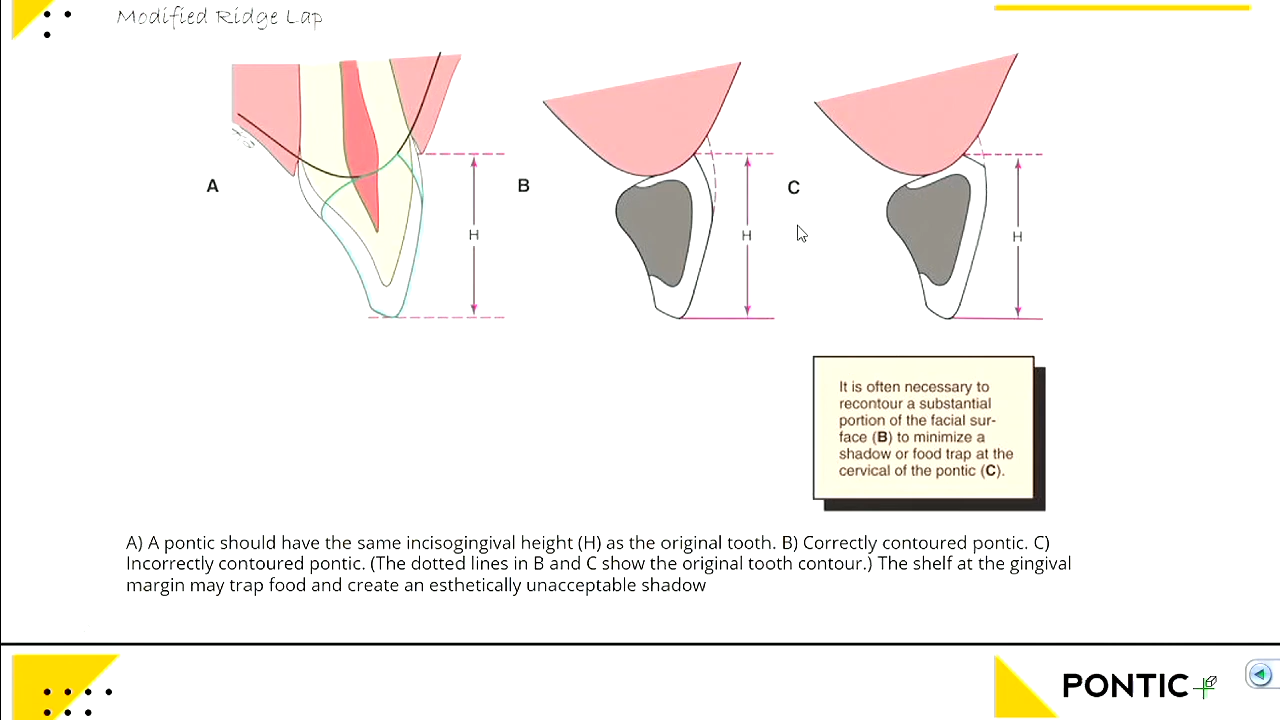 Modified Ridge Lap
A
H
B
H
C
H
It is often necessary to
recontour a substantial
portion of the facial sur-
face (B) to minimize a
shadow or food trap at the
cervical of the pontic (C).
A) A pontic should have the same incisogingival height (H) as the original tooth. B) Correctly contoured pontic. C)
Incorrectly contoured pontic. (The dotted lines in B and C show the original tooth contour.) The shelf at the gingival
margin may trap food and create an esthetically unacceptable shadow
PONTIC